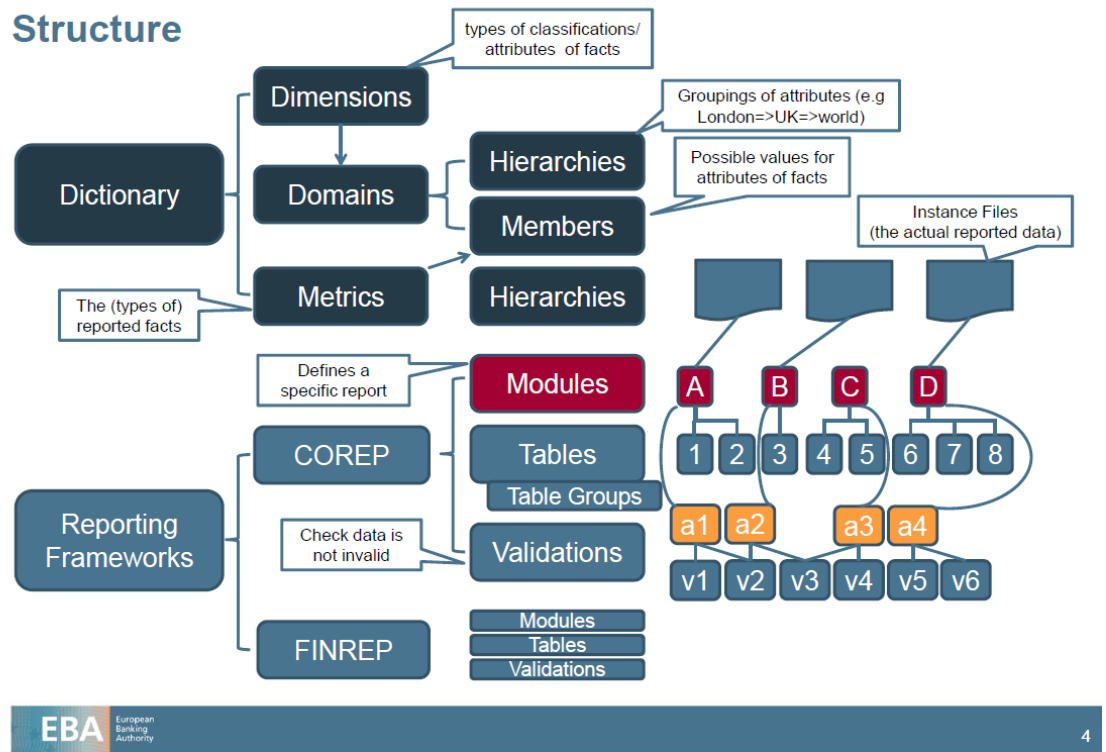 Structure
types of classifications/
attributes of facts
Dimensions
Groupings of attributes (e.g
London=>UK=>world)
Hierarchies
Possible values for
attributes of facts
Dictionary
Domains
Members
Instance Files
(the actual reported data)
Metrics
Hierarchies
The (types of)
reported facts
Defines a
specific report
Modules
A
B
C
D
COREP
Tables
1
2
3
4
5
6
7
8
Table Groups
Reporting
Frameworks
Check data is
not invalid
Validations
a1
a2
a3
a4
v1
v2
v3
v4
v5
v6
FINREP
Modules
Tables
Validations
EBA
European
Banking
Authority
4